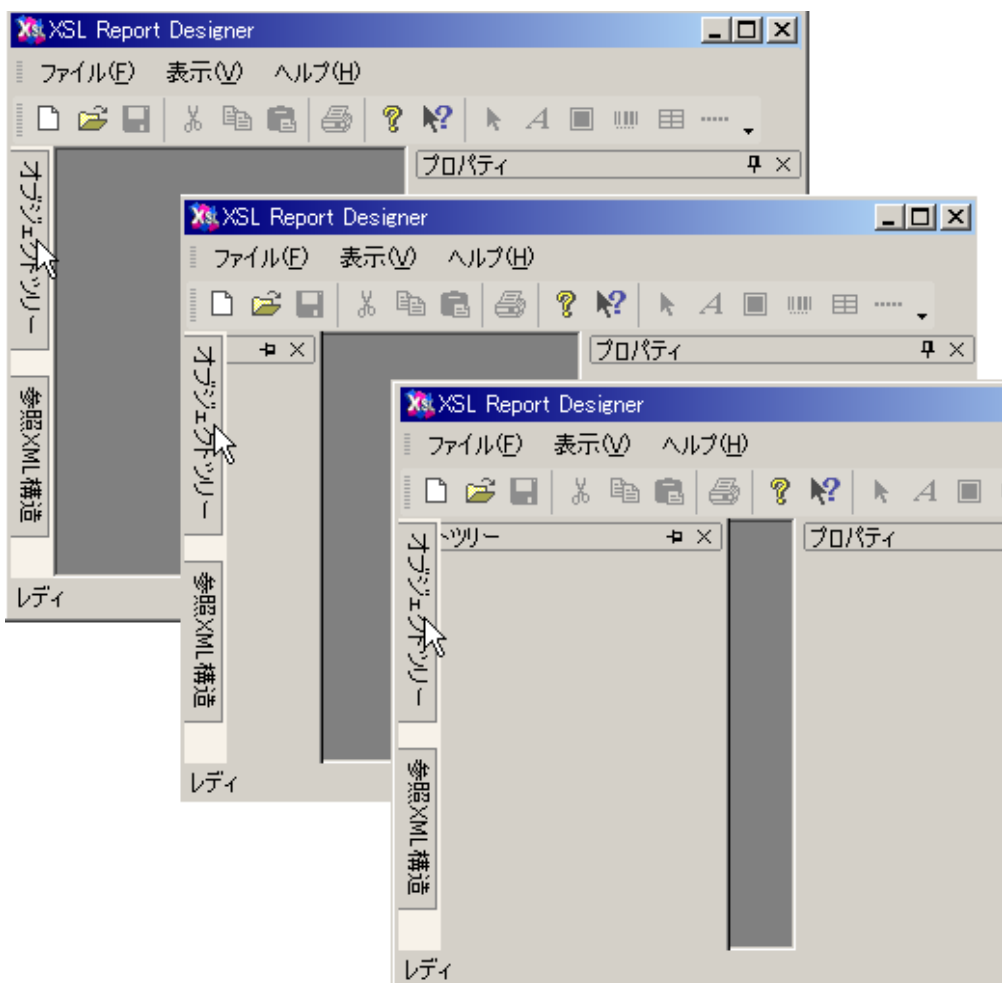 XSL Report Designer
ファイル(F) 表示(V) ヘルプ(H)
プロパティ
オブジェクトツリー
参照XML構造
レディ
XSL Report Designer
ファイル(F) 表示(V) ヘルプ(H)
プロパティ
オブジェクトツリー
参照XML構造
レディ
XSL Report Designer
ファイル(F) 表示(V) ヘルプ(H)
トツリー
プロパティ
オブジェクトツリー
参照XML構造
レディ